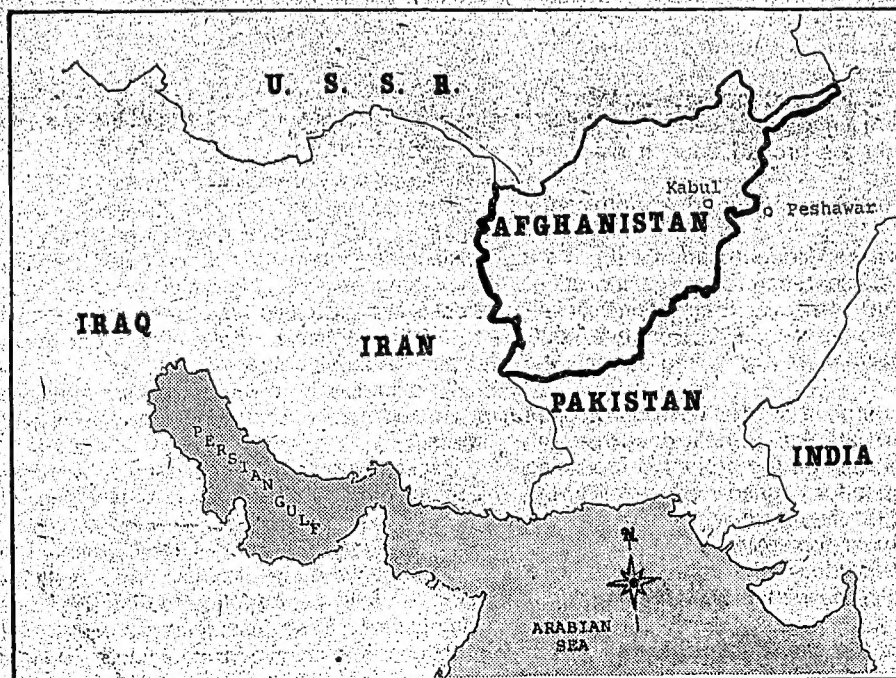 U. S. S. R.
Kabul
AFGHANISTAN
Peshawar
IRAQ
IRAN
PAKISTAN
INDIA
PERSIAN GULF
N
ARABIAN
SEA